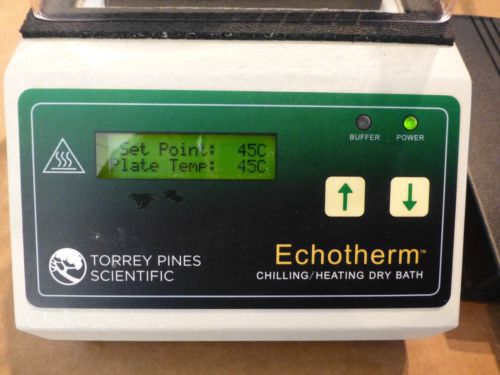 Set Point: 45C
Plate Temp: 45C
BUFFER POWER
TORREY PINES
SCIENTIFIC
Echotherm™
CHILLING/HEATING DRY BATH